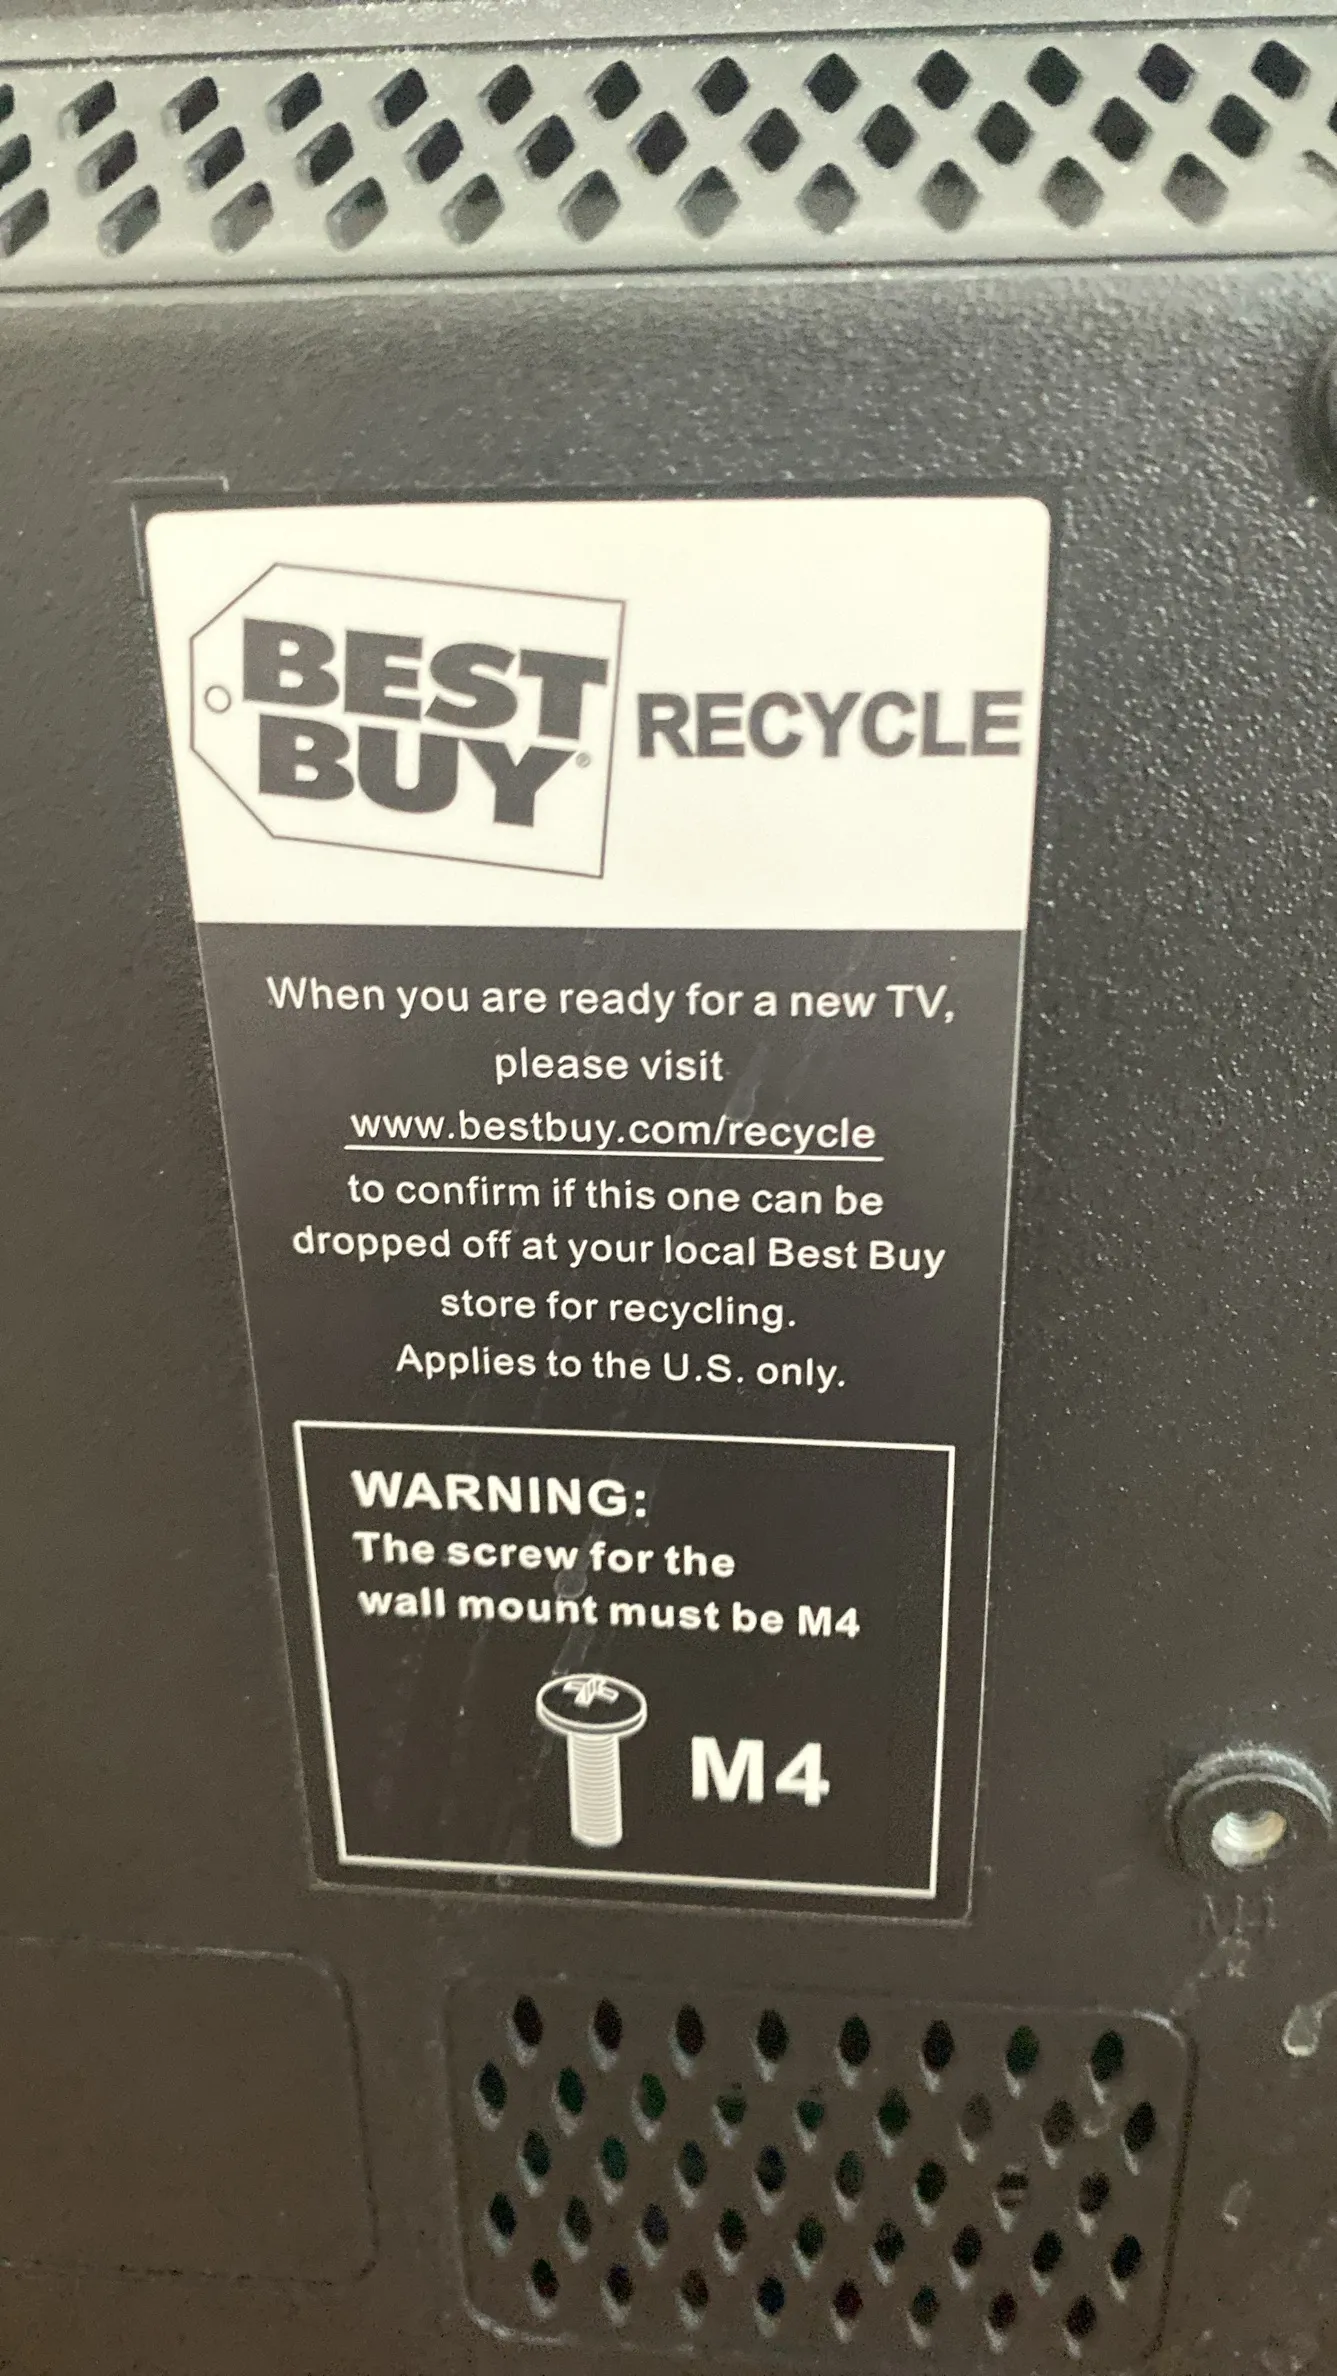 BEST
BUY®
RECYCLE
When you are ready for a new TV,
please visit
www.bestbuy.com/recycle
to confirm if this one can be
dropped off at your local Best Buy
store for recycling.
Applies to the U.S. only.
WARNING:
The screw for the
wall mount must be M4
M4